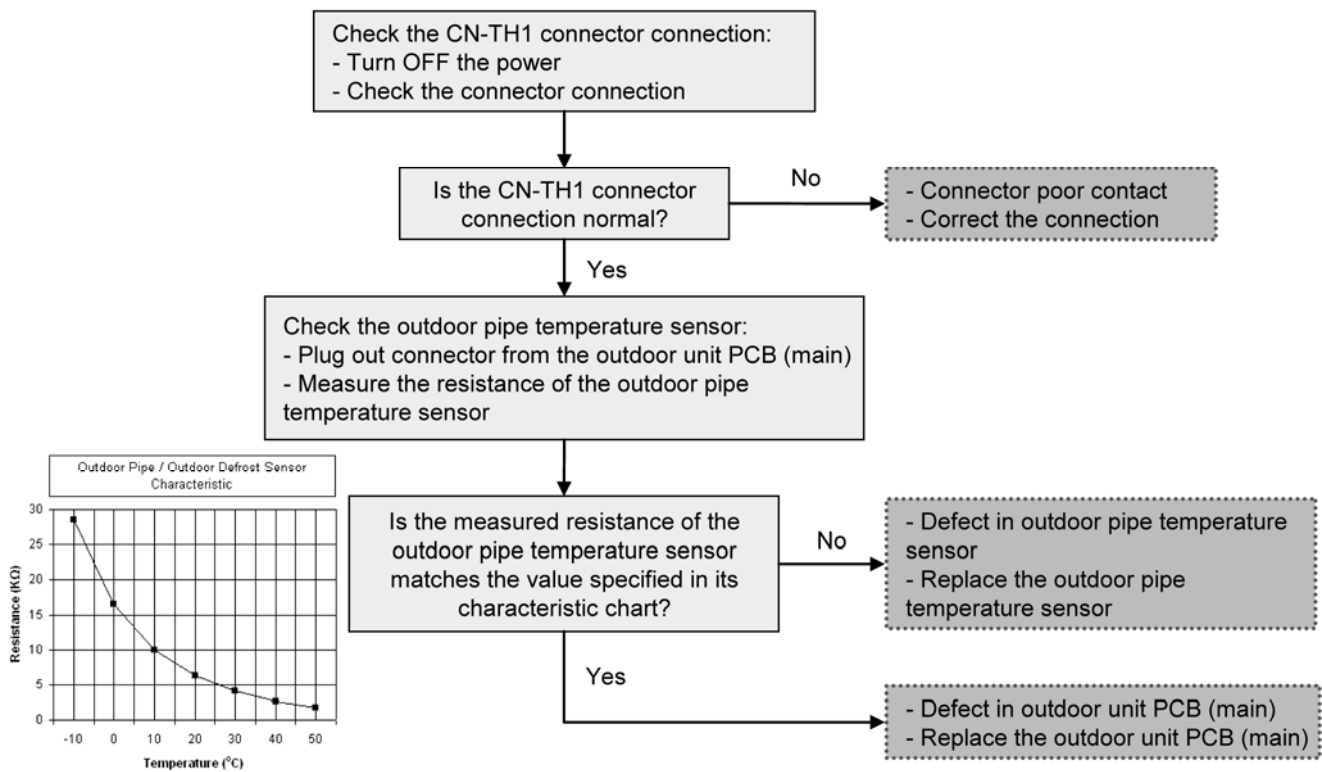 Check the CN-TH1 connector connection:
- Turn OFF the power
- Check the connector connection
Is the CN-TH1 connector
connection normal?
No
- Connector poor contact
- Correct the connection
Yes
Check the outdoor pipe temperature sensor:
- Plug out connector from the outdoor unit PCB (main)
- Measure the resistance of the outdoor pipe
temperature sensor
Outdoor Pipe / Outdoor Defrost Sensor
Characteristic
Resistance (KΩ)
30
25
20
15
10
5
0
-10 0 10 20 30 40 50
Temperature (°C)
Is the measured resistance of the
outdoor pipe temperature sensor
matches the value specified in its
characteristic chart?
No
- Defect in outdoor pipe temperature
sensor
- Replace the outdoor pipe
temperature sensor
Yes
- Defect in outdoor unit PCB (main)
- Replace the outdoor unit PCB (main)